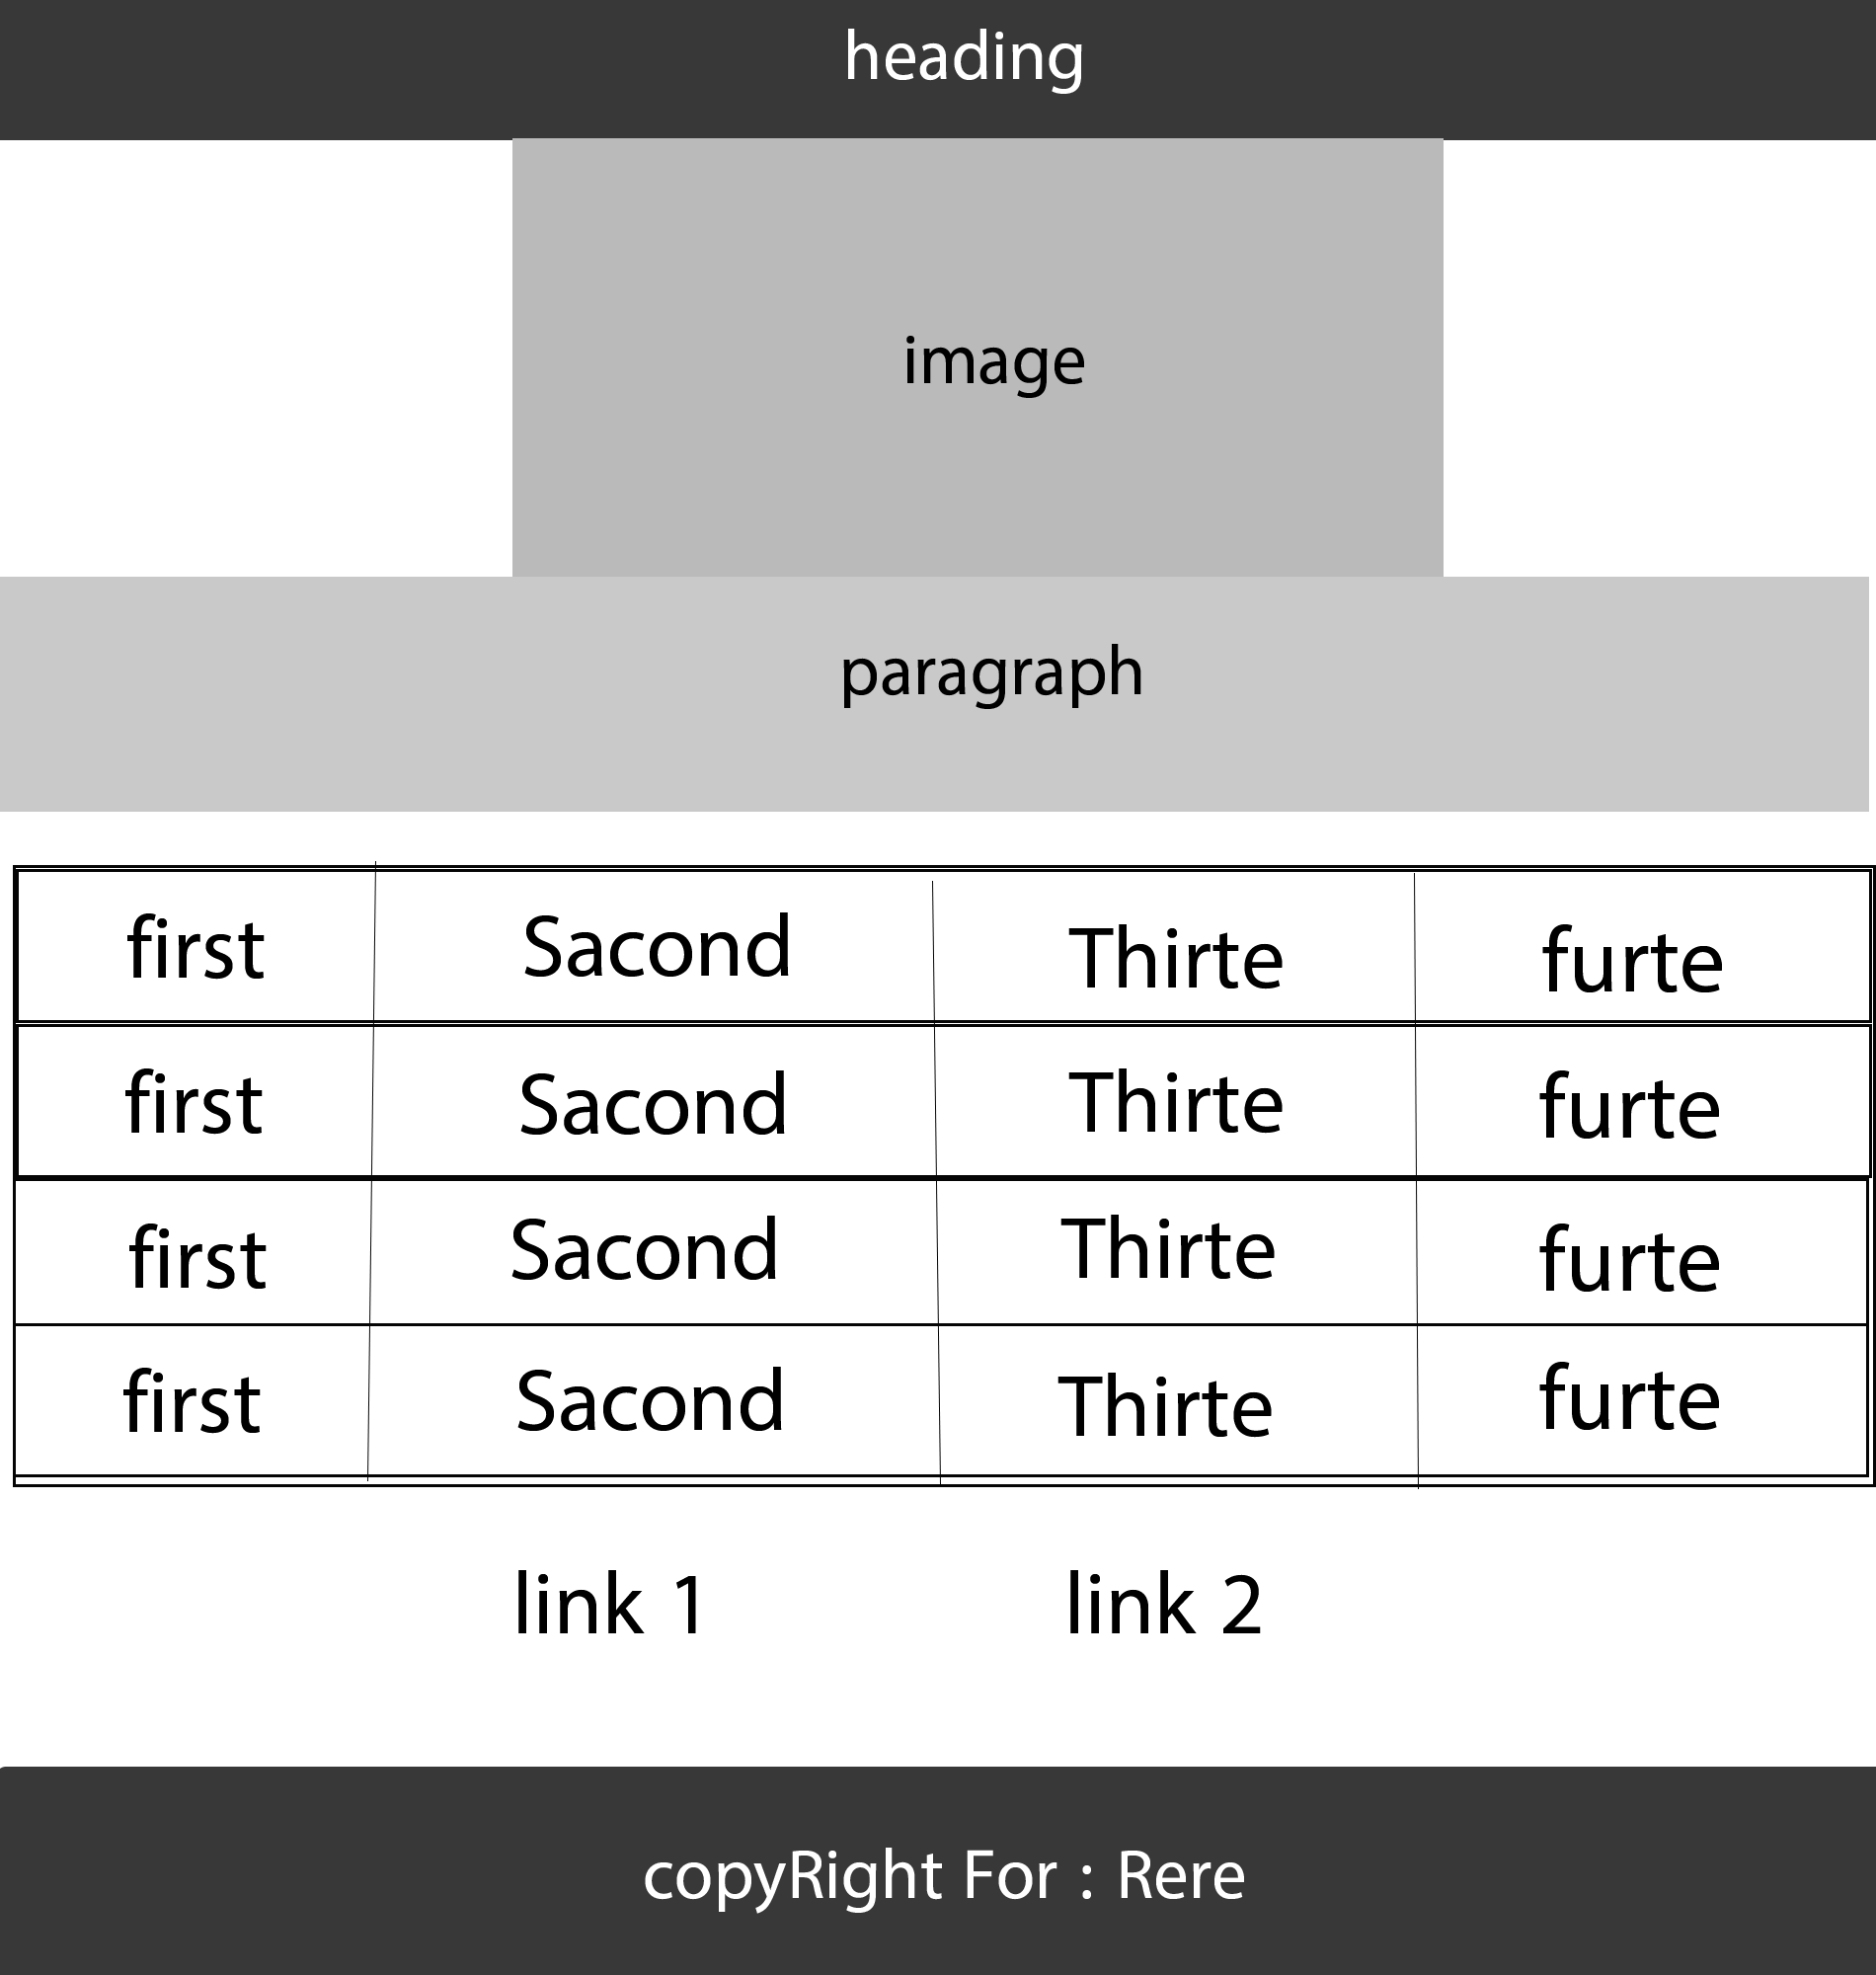 heading
image
paragraph
first Sacond Thirte furte
first Sacond Thirte furte
first Sacond Thirte furte
first Sacond Thirte furte
link 1 link 2
copyRight For : Rere